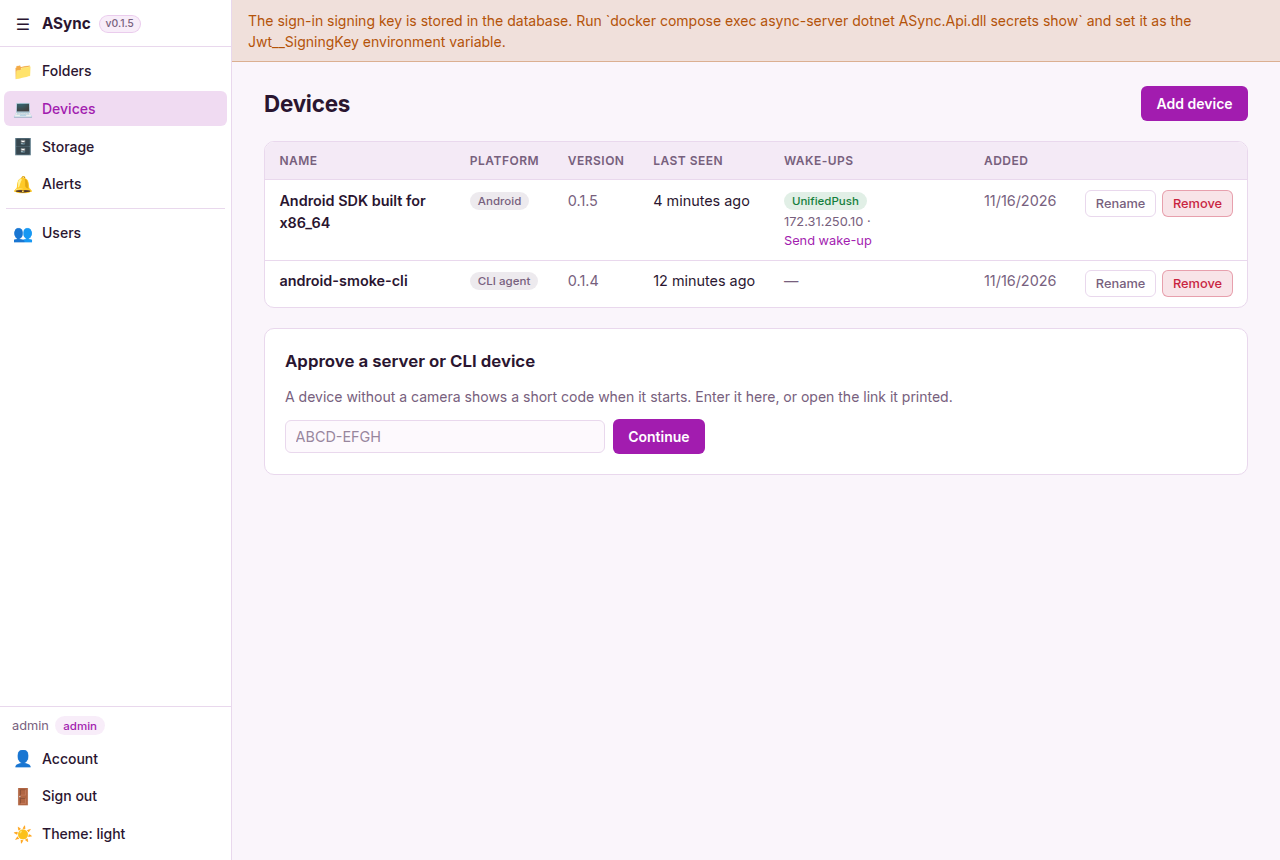 ☰ ASync v0.1.5
Folders
Devices
Storage
Alerts
Users
admin admin
Account
Sign out
Theme: light
The sign-in signing key is stored in the database. Run `docker compose exec async-server dotnet ASync.Api.dll secrets show` and set it as the
Jwt__SigningKey environment variable.
Devices
Add device
NAME PLATFORM VERSION LAST SEEN WAKE-UPS ADDED
Android SDK built for Android 0.1.5 4 minutes ago UnifiedPush 11/16/2026 Rename Remove
x86_64 172.31.250.10 ·
Send wake-up
android-smoke-cli CLI agent 0.1.4 12 minutes ago — 11/16/2026 Rename Remove
Approve a server or CLI device
A device without a camera shows a short code when it starts. Enter it here, or open the link it printed.
ABCD-EFGH Continue